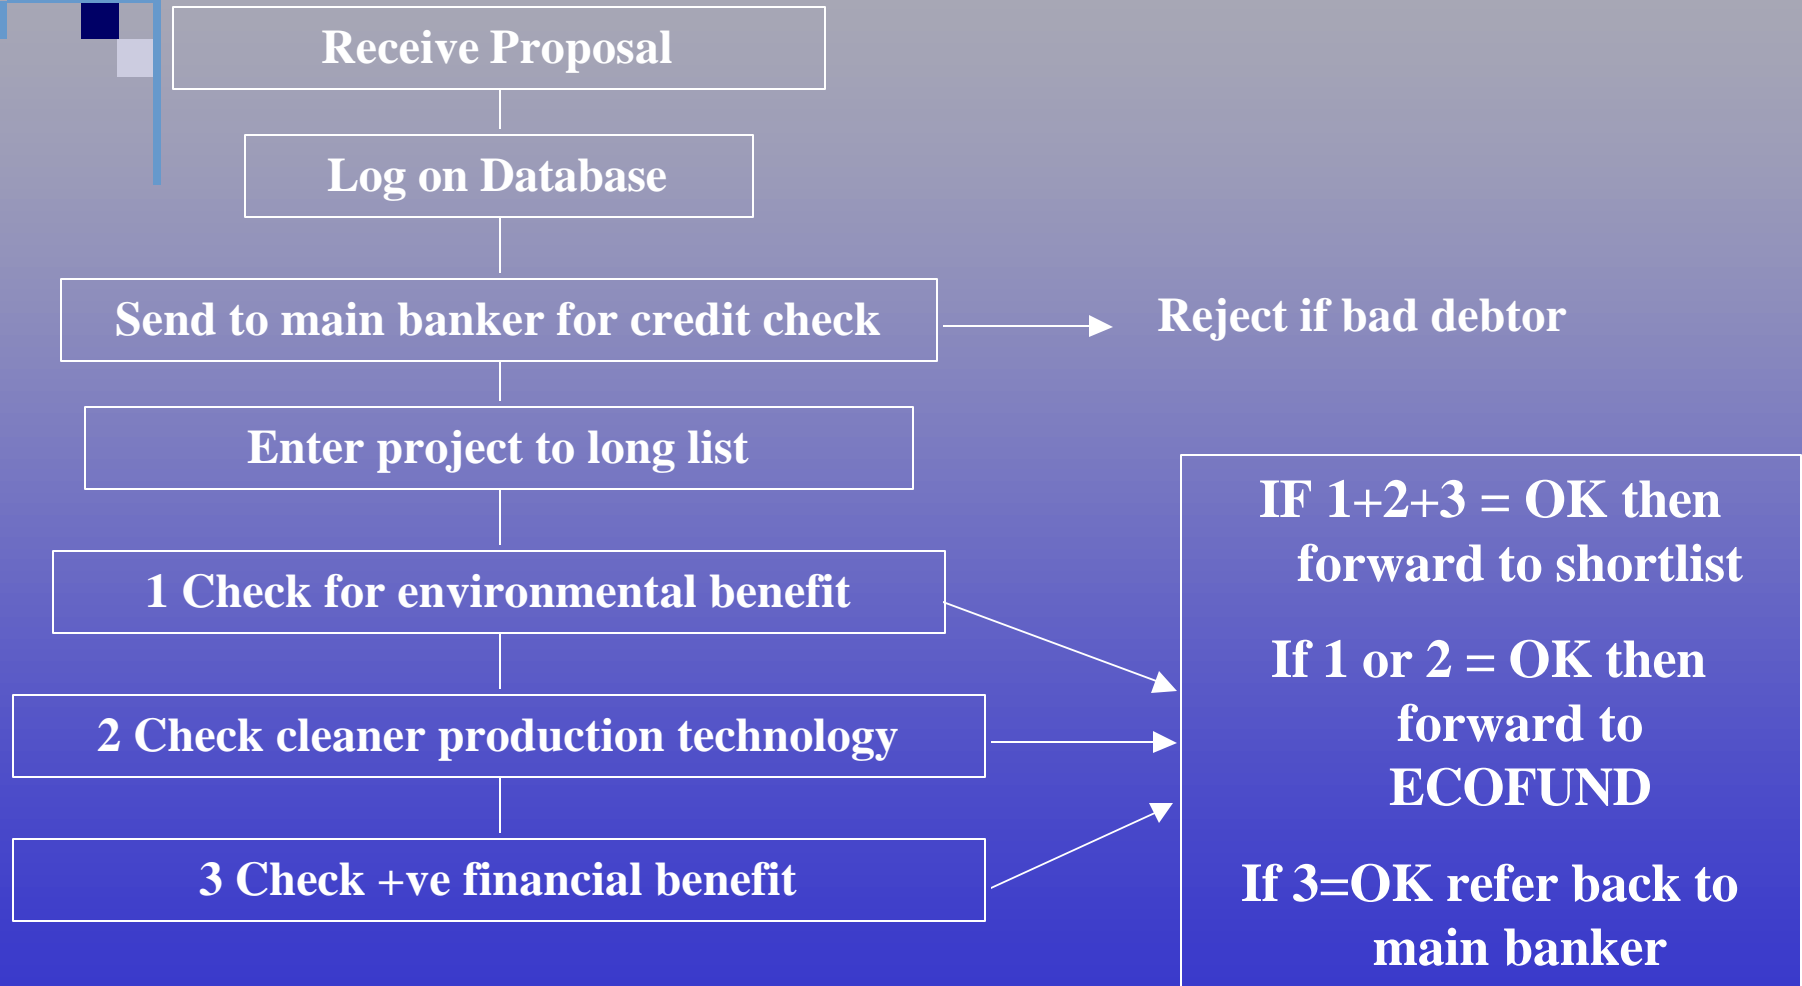 Receive Proposal
Log on Database
Send to main banker for credit check
Reject if bad debtor
Enter project to long list
1 Check for environmental benefit
2 Check cleaner production technology
3 Check +ve financial benefit
IF 1+2+3 = OK then
forward to shortlist
If 1 or 2 = OK then
forward to
ECOFUND
If 3=OK refer back to
main banker